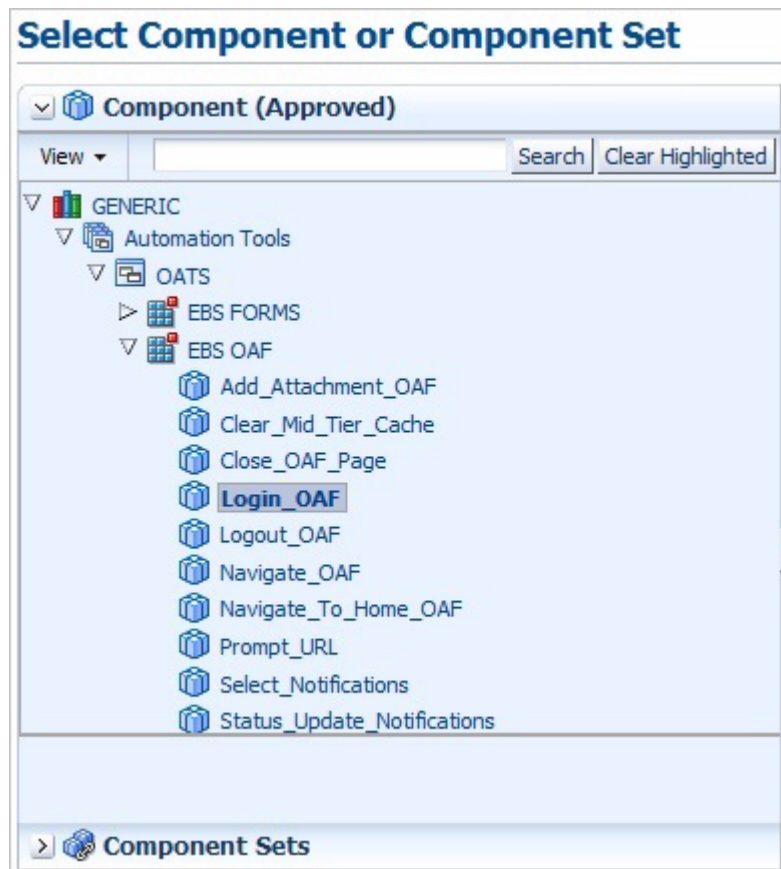 Select Component or Component Set
Component (Approved)
View Search Clear Highlighted
GENERIC
Automation Tools
OATS
EBS FORMS
EBS OAF
Add_Attachment_OAF
Clear_Mid_Tier_Cache
Close_OAF_Page
Login_OAF
Logout_OAF
Navigate_OAF
Navigate_To_Home_OAF
Prompt_URL
Select_Notifications
Status_Update_Notifications
Component Sets